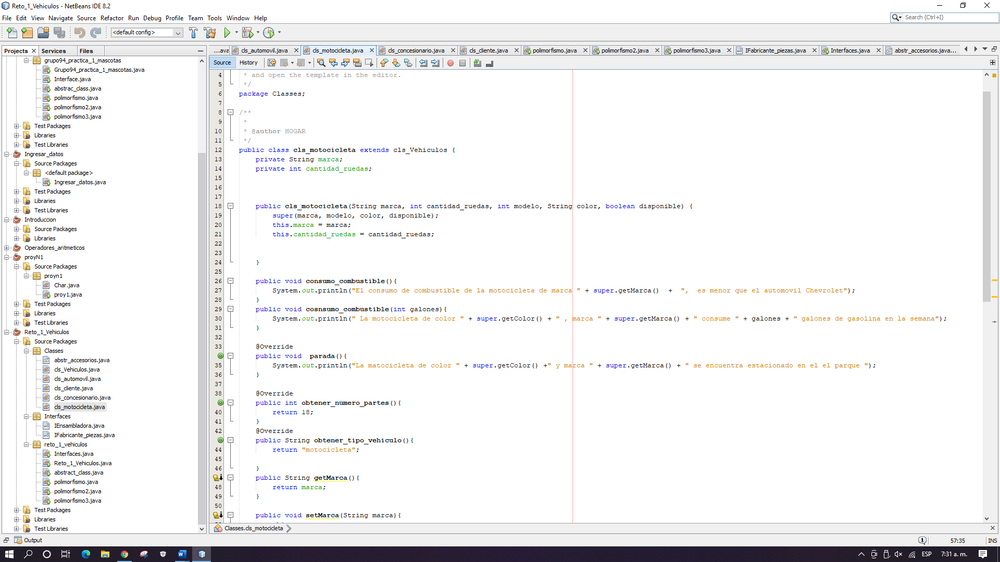 Reto_1_Vehiculos - NetBeans IDE 8.2
File Edit View Navigate Source Refactor Run Debug Profile Team Tools Window Help
Search (Ctrl+I)
<default config>
Projects Services Files
...ava cls_automovil.java cls_motocicleta.java cls_concesionario.java cls_cliente.java polimorfismo.java polimorfismo2.java polimorfismo3.java IFabricante_piezas.java Interfaces.java abstr_accesorios.java...
Source History
grupo94_practica_1_mascotas
Grupo94_practica_1_mascotas.java
Interface.java
abstrac_class.java
polimorfismo.java
polimorfismo2.java
polimorfismo3.java
Test Packages
Libraries
Test Libraries
Ingresar_datos
Source Packages
<default package>
Ingresar_datos.java
Test Packages
Libraries
Test Libraries
Introduccion
Source Packages
Libraries
Operadores_aritmeticos
proyN1
Source Packages
proyn1
Char.java
proy1.java
Test Packages
Libraries
Test Libraries
Reto_1_Vehiculos
Source Packages
Classes
abstr_accesorios.java
cls_Vehiculos.java
cls_automovil.java
cls_cliente.java
cls_concesionario.java
cls_motocicleta.java
Interfaces
IEnsambladora.java
IFabricante_piezas.java
reto_1_vehiculos
Interfaces.java
Reto_1_Vehiculos.java
abstract_class.java
polimorfismo.java
polimorfismo2.java
polimorfismo3.java
Test Packages
Libraries
Test Libraries
4 * and open the template in the editor.
5 */
6 package Classes;
7
8 /**
9 *
10 * @author HOGAR
11 */
12 public class cls_motocicleta extends cls_Vehiculos {
13 private String marca;
14 private int cantidad_ruedas;
15
16
17
18 public cls_motocicleta(String marca, int cantidad_ruedas, int modelo, String color, boolean disponible) {
19 super(marca, modelo, color, disponible);
20 this.marca = marca;
21 this.cantidad_ruedas = cantidad_ruedas;
22
23
24 }
25
26 public void consumo_combustible(){
27 System.out.println("El consumo de combustible de la motocicleta de marca " + super.getMarca() + ", es menor que el automovil Chevrolet");
28 }
29 public void cosnsumo_combustible(int galones){
30 System.out.println(" La motocicleta de color " + super.getColor() + " , marca " + super.getMarca() + " consume " + galones + " galones de gasolina en la semana");
31 }
32
33 @Override
public void parada(){
35 System.out.println("La matocicleta de color " + super.getColor() +" y marca " + super.getMarca() + " se encuentra estacionado en el el parque ");
36 }
37
38 @Override
public int obtener_numero_partes(){
40 return 18;
41 }
42 @Override
public String obtener_tipo_vehiculo(){
44 return "motocicleta";
45
46 }
public String getMarca(){
48 return marca;
49 }
50
public void setMarca(String marca){
Classes.cls_motocicleta
Output
1
57:35
INS
ESP
7:31 a. m.